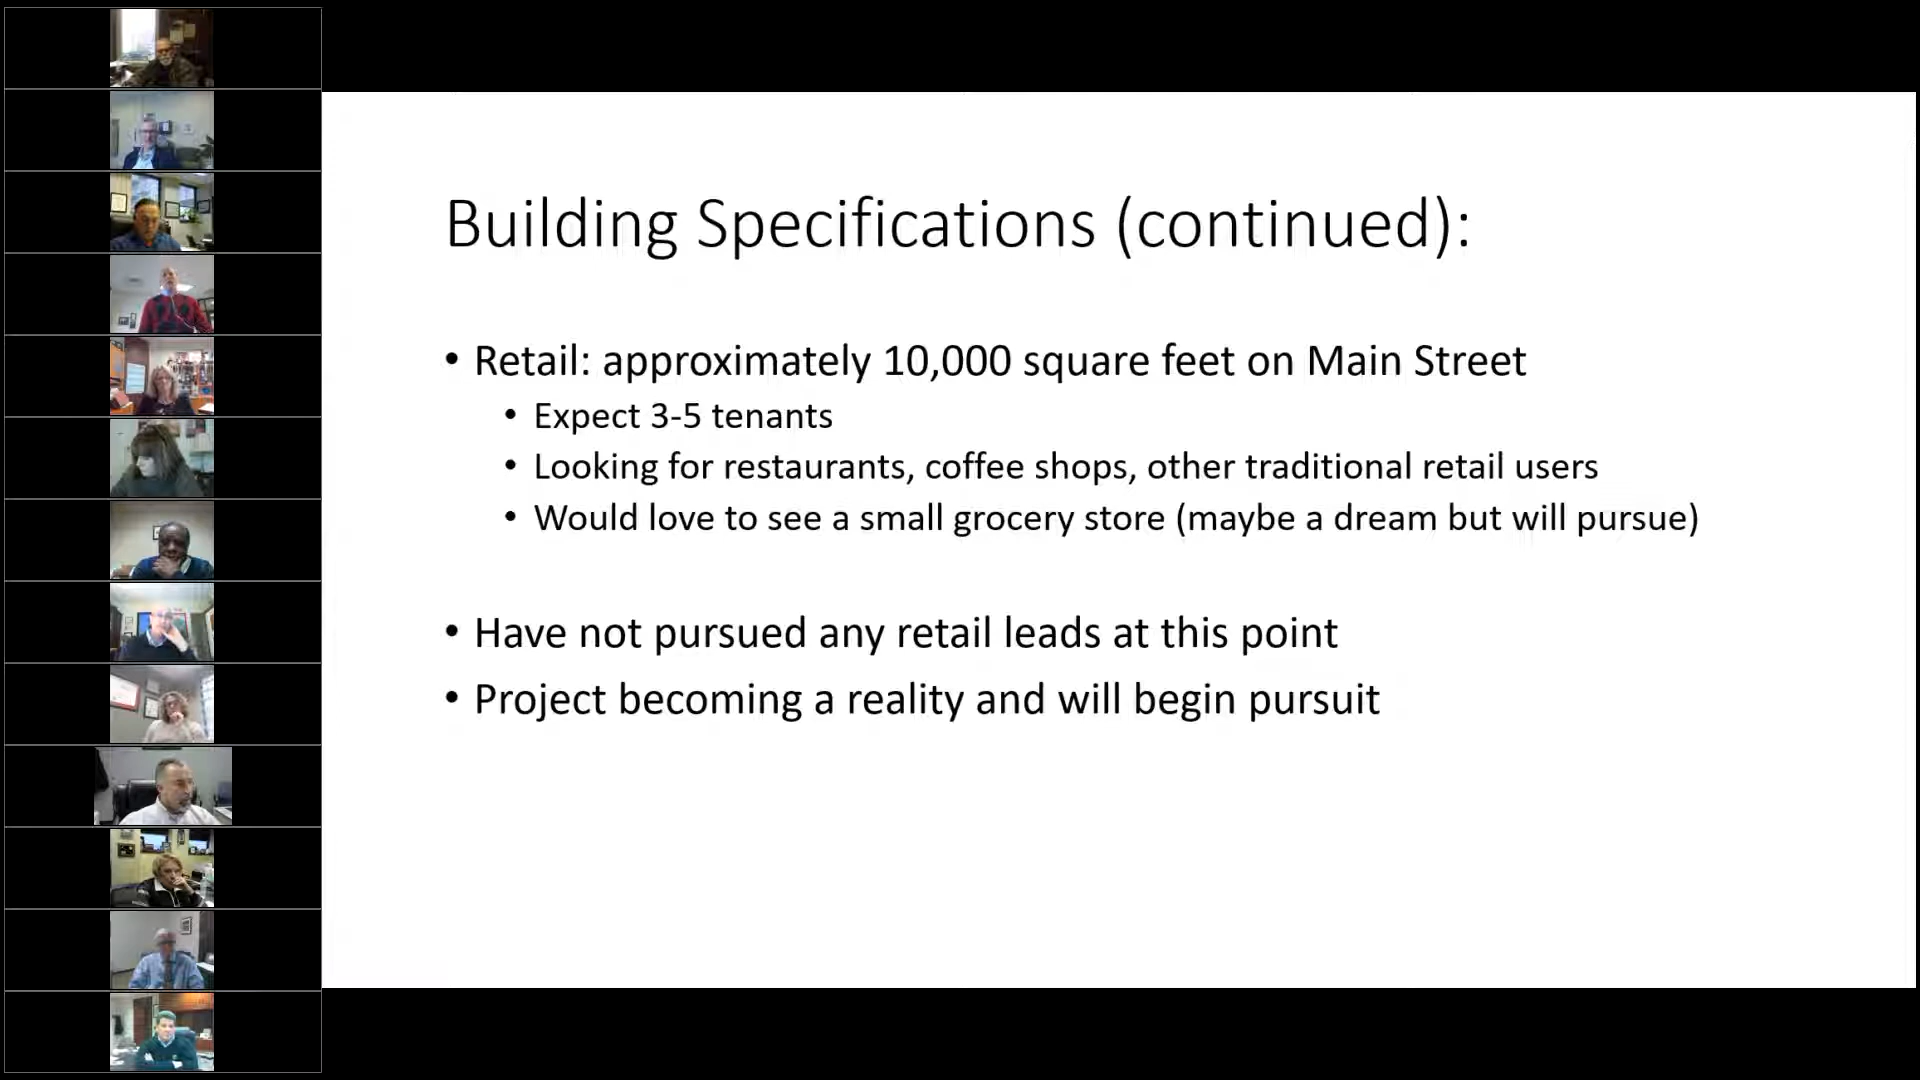 Building Specifications (continued):
• Retail: approximately 10,000 square feet on Main Street
• Expect 3-5 tenants
• Looking for restaurants, coffee shops, other traditional retail users
• Would love to see a small grocery store (maybe a dream but will pursue)
• Have not pursued any retail leads at this point
• Project becoming a reality and will begin pursuit